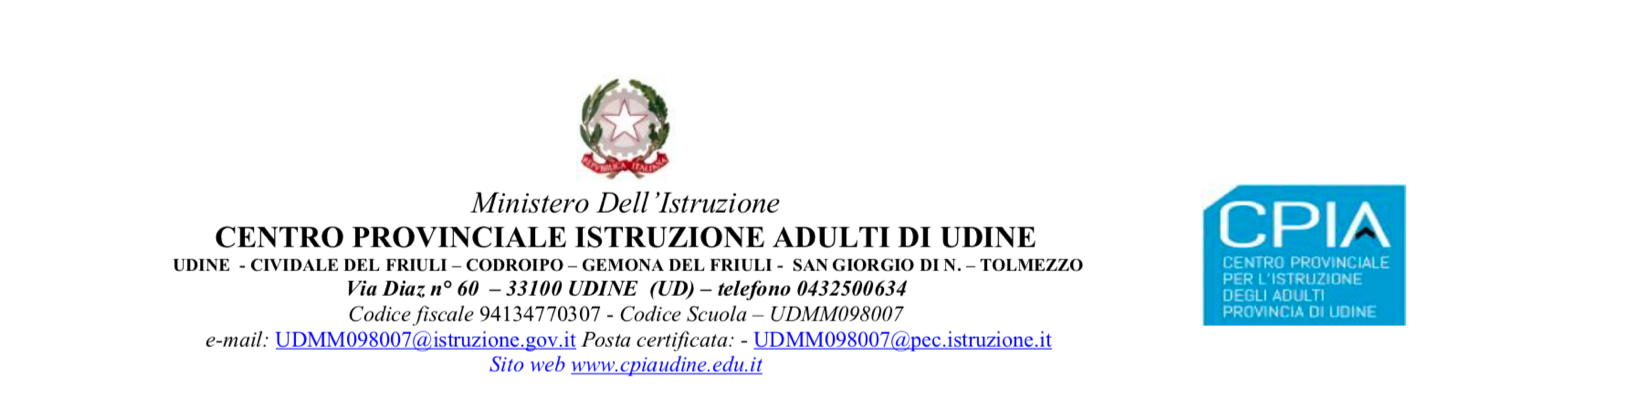 REPVBBLICA ITALIANA
Ministero Dell’Istruzione
CENTRO PROVINCIALE ISTRUZIONE ADULTI DI UDINE
UDINE - CIVIDALE DEL FRIULI – CODROIPO – GEMONA DEL FRIULI - SAN GIORGIO DI N. – TOLMEZZO
Via Diaz n° 60 – 33100 UDINE (UD) – telefono 0432500634
Codice fiscale 94134770307 - Codice Scuola – UDMM098007
e-mail: UDMM098007@istruzione.gov.it Posta certificata: - UDMM098007@pec.istruzione.it
Sito web www.cpiaudine.edu.it
CPIA
CENTRO PROVINCIALE
PER L'ISTRUZIONE
DEGLI ADULTI
PROVINCIA DI UDINE